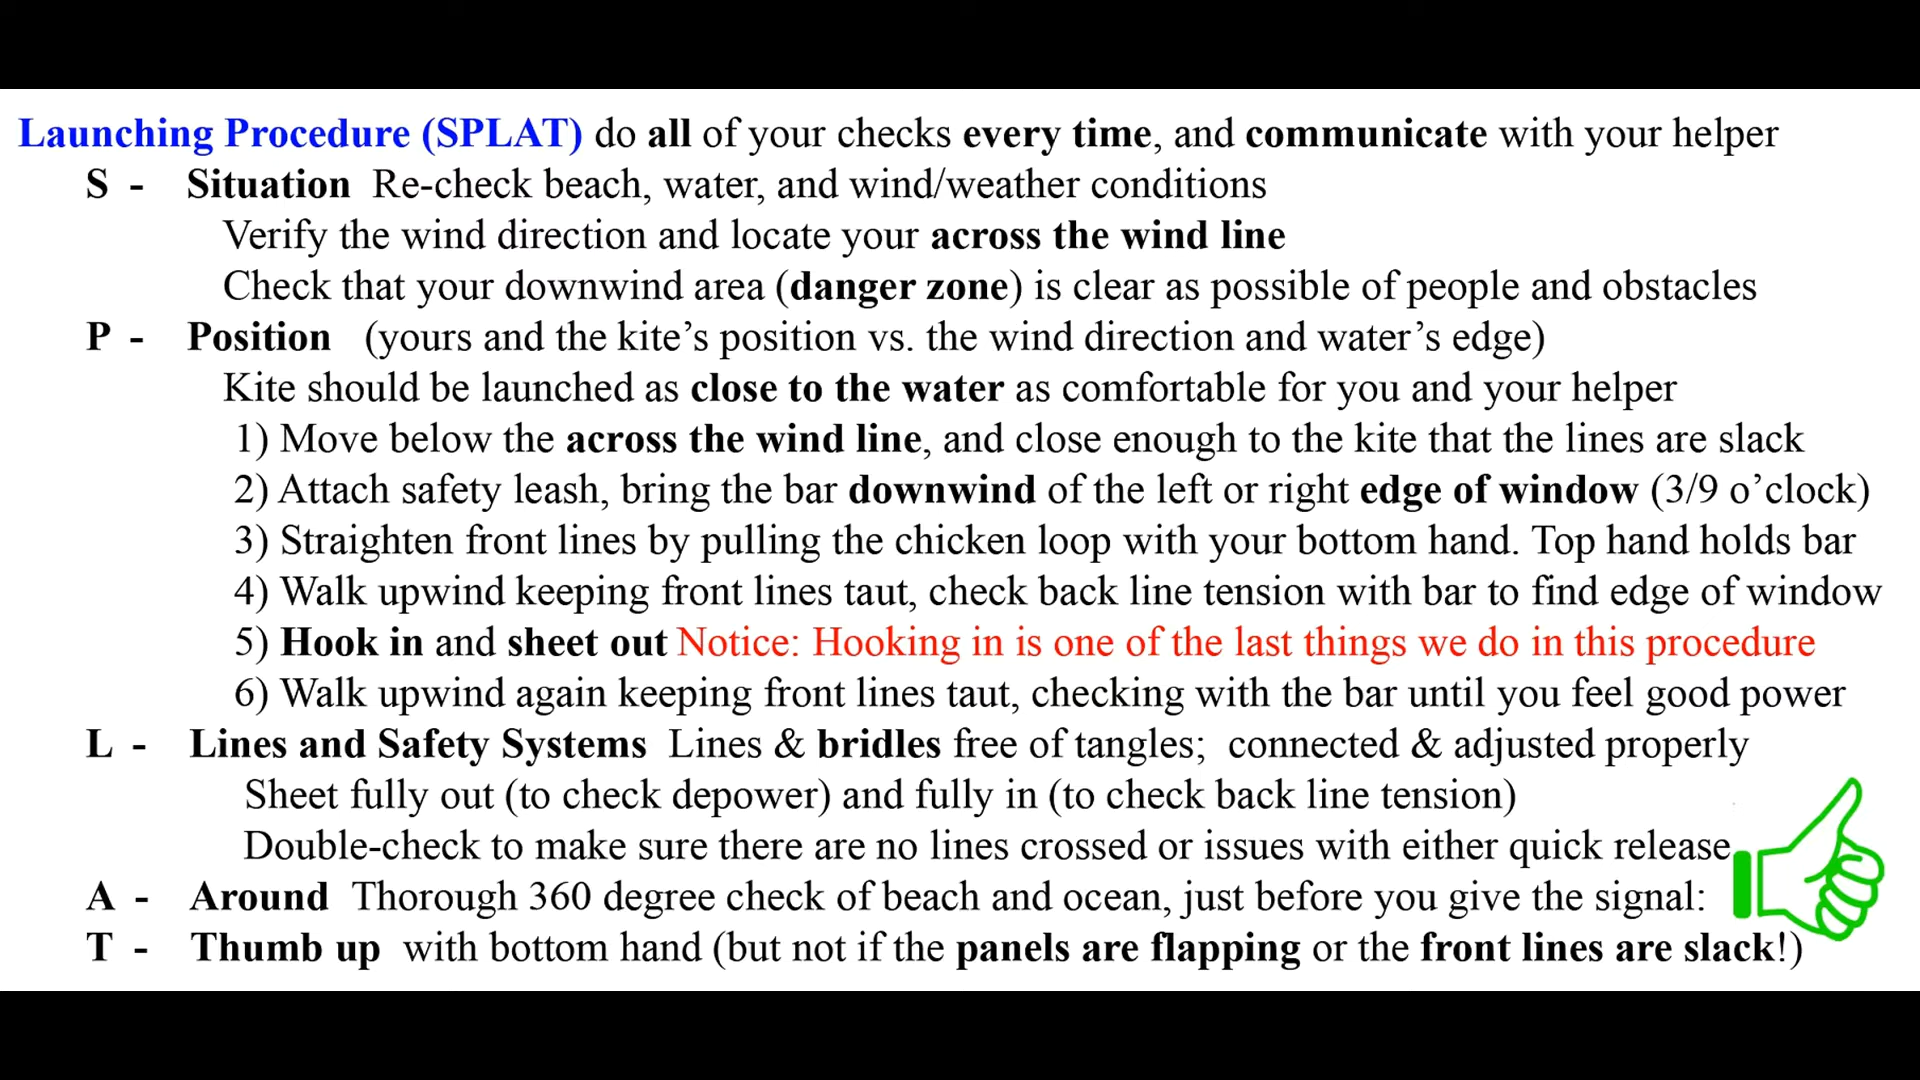 Launching Procedure (SPLAT) do all of your checks every time, and communicate with your helper
S - Situation Re-check beach, water, and wind/weather conditions
Verify the wind direction and locate your across the wind line
Check that your downwind area (danger zone) is clear as possible of people and obstacles
P - Position (yours and the kite’s position vs. the wind direction and water’s edge)
Kite should be launched as close to the water as comfortable for you and your helper
1) Move below the across the wind line, and close enough to the kite that the lines are slack
2) Attach safety leash, bring the bar downwind of the left or right edge of window (3/9 o’clock)
3) Straighten front lines by pulling the chicken loop with your bottom hand. Top hand holds bar
4) Walk upwind keeping front lines taut, check back line tension with bar to find edge of window
5) Hook in and sheet out Notice: Hooking in is one of the last things we do in this procedure
6) Walk upwind again keeping front lines taut, checking with the bar until you feel good power
L - Lines and Safety Systems Lines & bridles free of tangles; connected & adjusted properly
Sheet fully out (to check depower) and fully in (to check back line tension)
Double-check to make sure there are no lines crossed or issues with either quick release
A - Around Thorough 360 degree check of beach and ocean, just before you give the signal:
T - Thumb up with bottom hand (but not if the panels are flapping or the front lines are slack!)